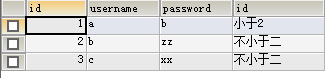 id username password id
1 a b 小于2
2 b zz 不小于二
3 c xx 不小于二